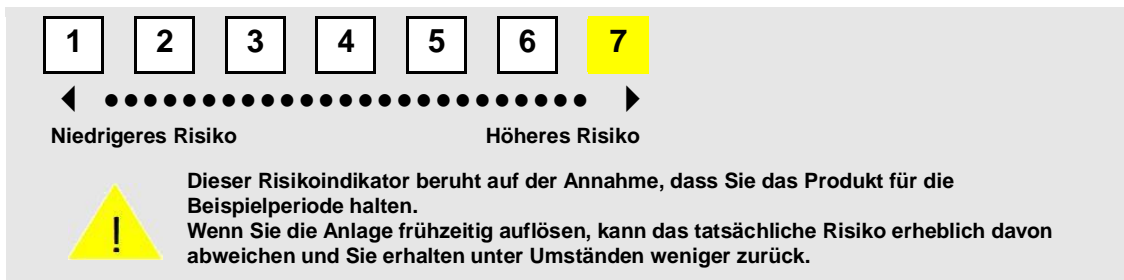 1 2 3 4 5 6 7
Niedrigeres Risiko Höheres Risiko
Dieser Risikoindikator beruht auf der Annahme, dass Sie das Produkt für die
Beispielperiode halten.
Wenn Sie die Anlage frühzeitig auflösen, kann das tatsächliche Risiko erheblich davon
abweichen und Sie erhalten unter Umständen weniger zurück.
!